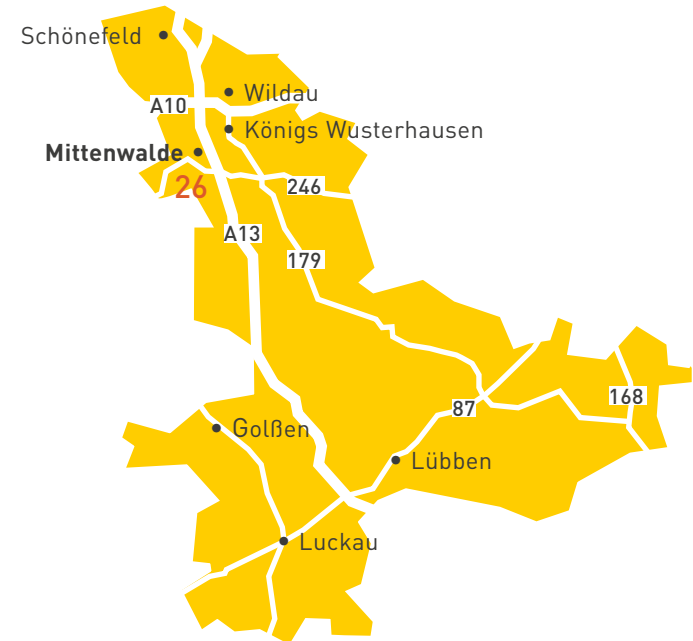 Schönefeld
Wildau
A10
Königs Wusterhausen
Mittenwalde
26
246
A13
179
168
87
Golßen
Lübben
Luckau